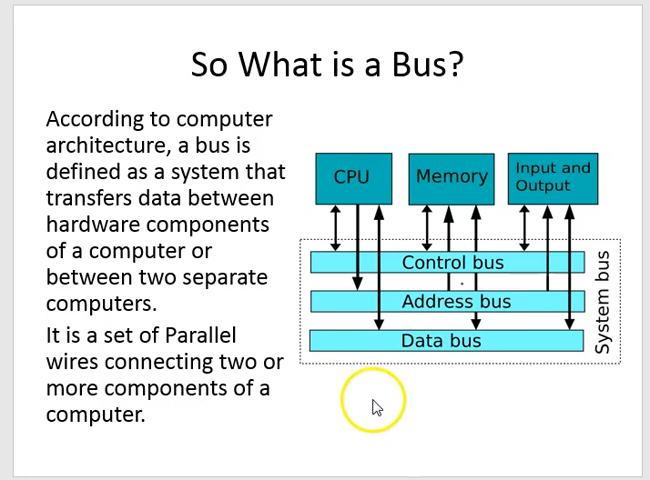 So What is a Bus?
According to computer
architecture, a bus is
defined as a system that
transfers data between
hardware components
of a computer or
between two separate
computers.
It is a set of Parallel
wires connecting two or
more components of a
computer.
CPU
Memory
Input and
Output
Control bus
Address bus
Data bus
System bus